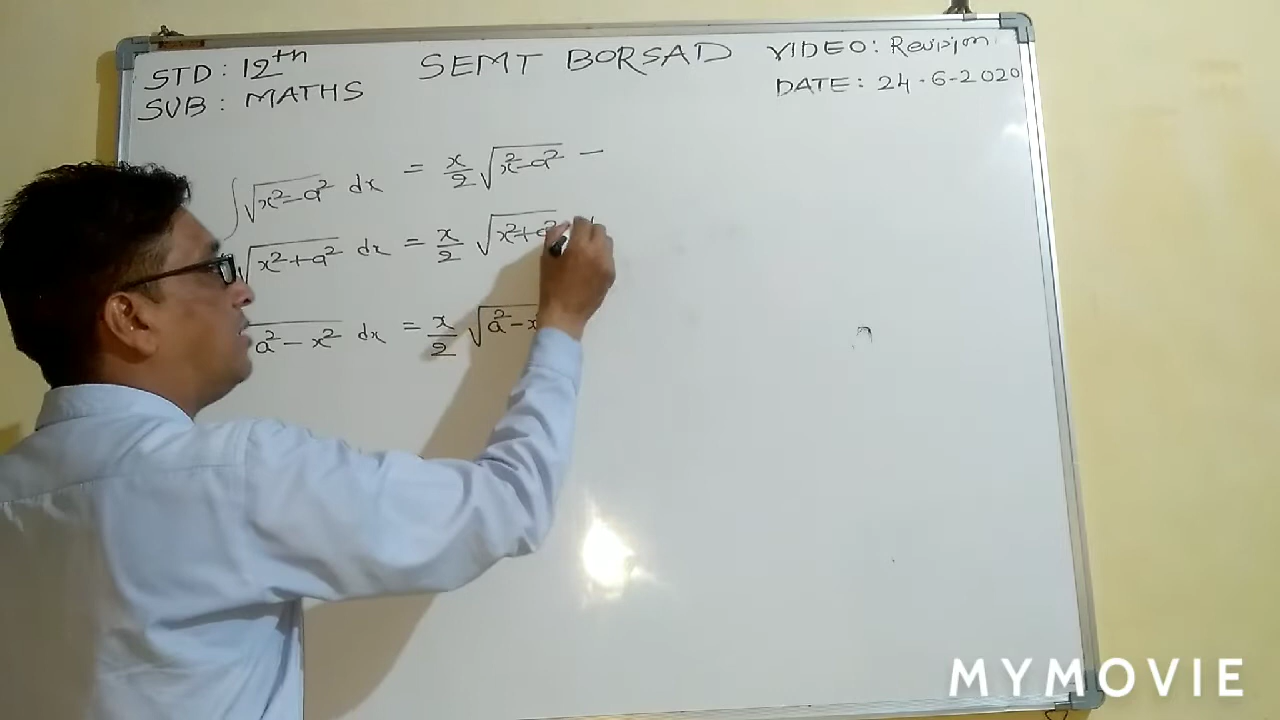 STD : 12th SEMT BORSAD VIDEO : Revision
SUB : MATHS DATE : 24-6-2020
∫√x²-a² dx = x/2 √x²-a² -
√x²+a² dx = x/2 √x²+a² +
a²-x² dx = x/2 √a²-x
MYMOVIE